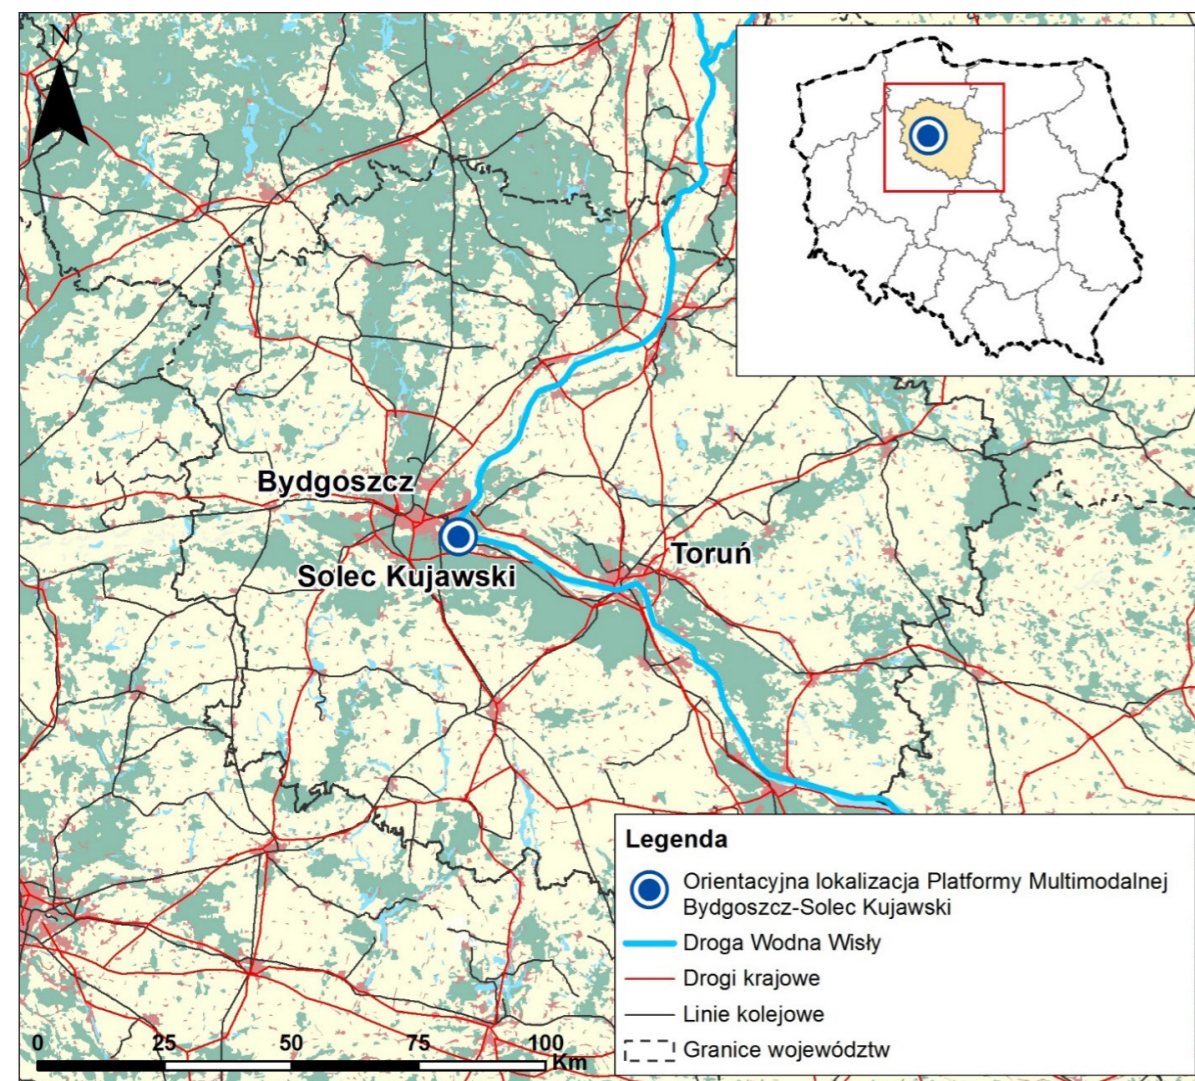 N
Bydgoszcz
Solec Kujawski
Toruń
Legenda
Orientacyjna lokalizacja Platformy Multimodalnej
Bydgoszcz-Solec Kujawski
Droga Wodna Wisły
Drogi krajowe
Linie kolejowe
Granice województw
0 25 50 75 100
Km